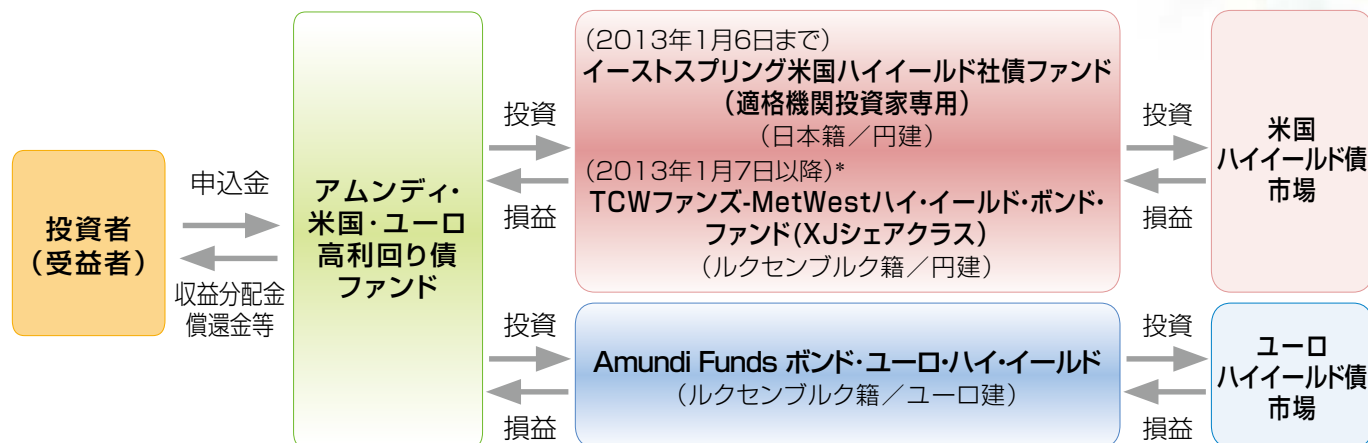 投資者
（受益者）
申込金
収益分配金
償還金等
アムンディ・
米国・ユーロ
高利回り債
ファンド
投資
損益
(2013年1月6日まで)
イーストスプリング米国ハイイールド社債ファンド
（適格機関投資家専用）
（日本籍／円建）
(2013年1月7日以降)*
TCWファンズ-MetWestハイ・イールド・ボンド・
ファンド(XJシェアクラス)
（ルクセンブルク籍／円建）
投資
損益
米国
ハイイールド債
市場
投資
損益
Amundi Funds ボンド・ユーロ・ハイ・イールド
（ルクセンブルク籍／ユーロ建）
投資
損益
ユーロ
ハイイールド債
市場